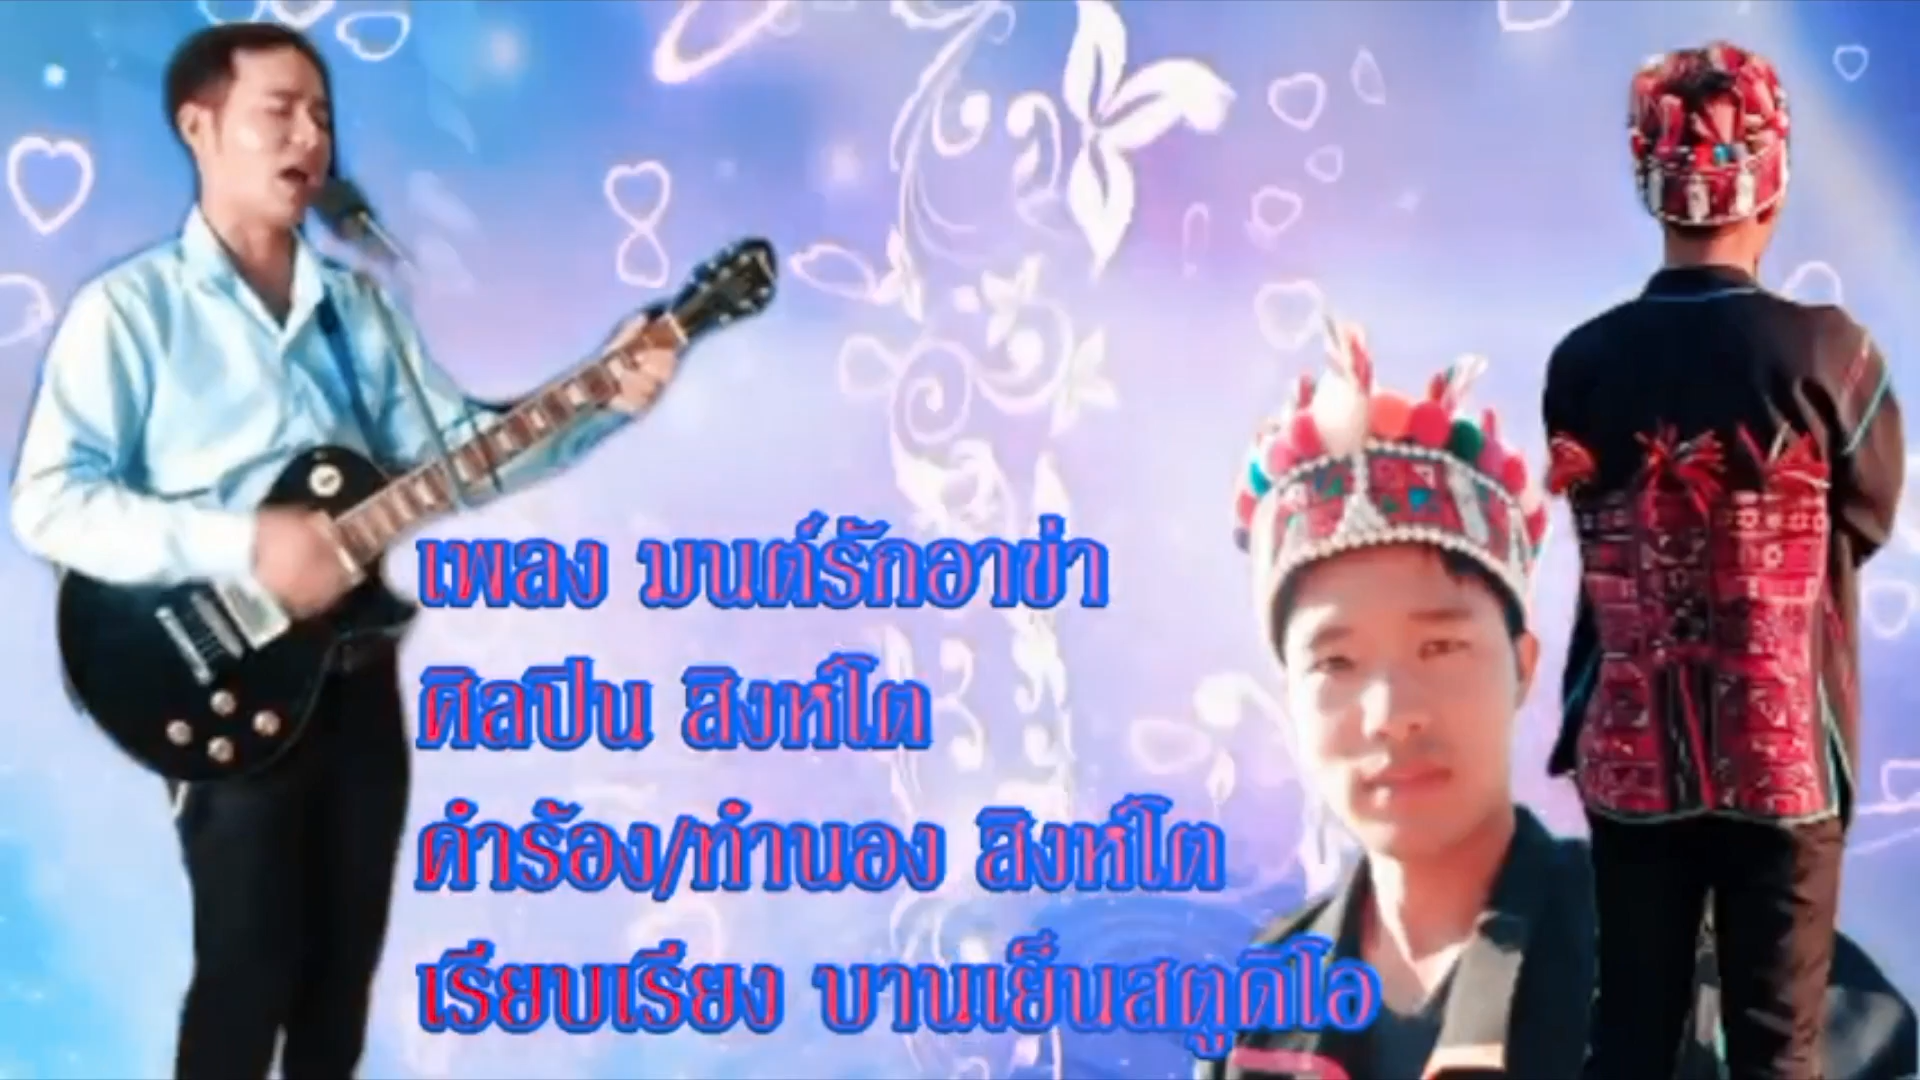 เพลง มนต์รักอาข่า
ศิลปิน สิงห์โต
คำร้อง/ทำนอง สิงห์โต
เรียบเรียง บานเย็นสตูดิโอ